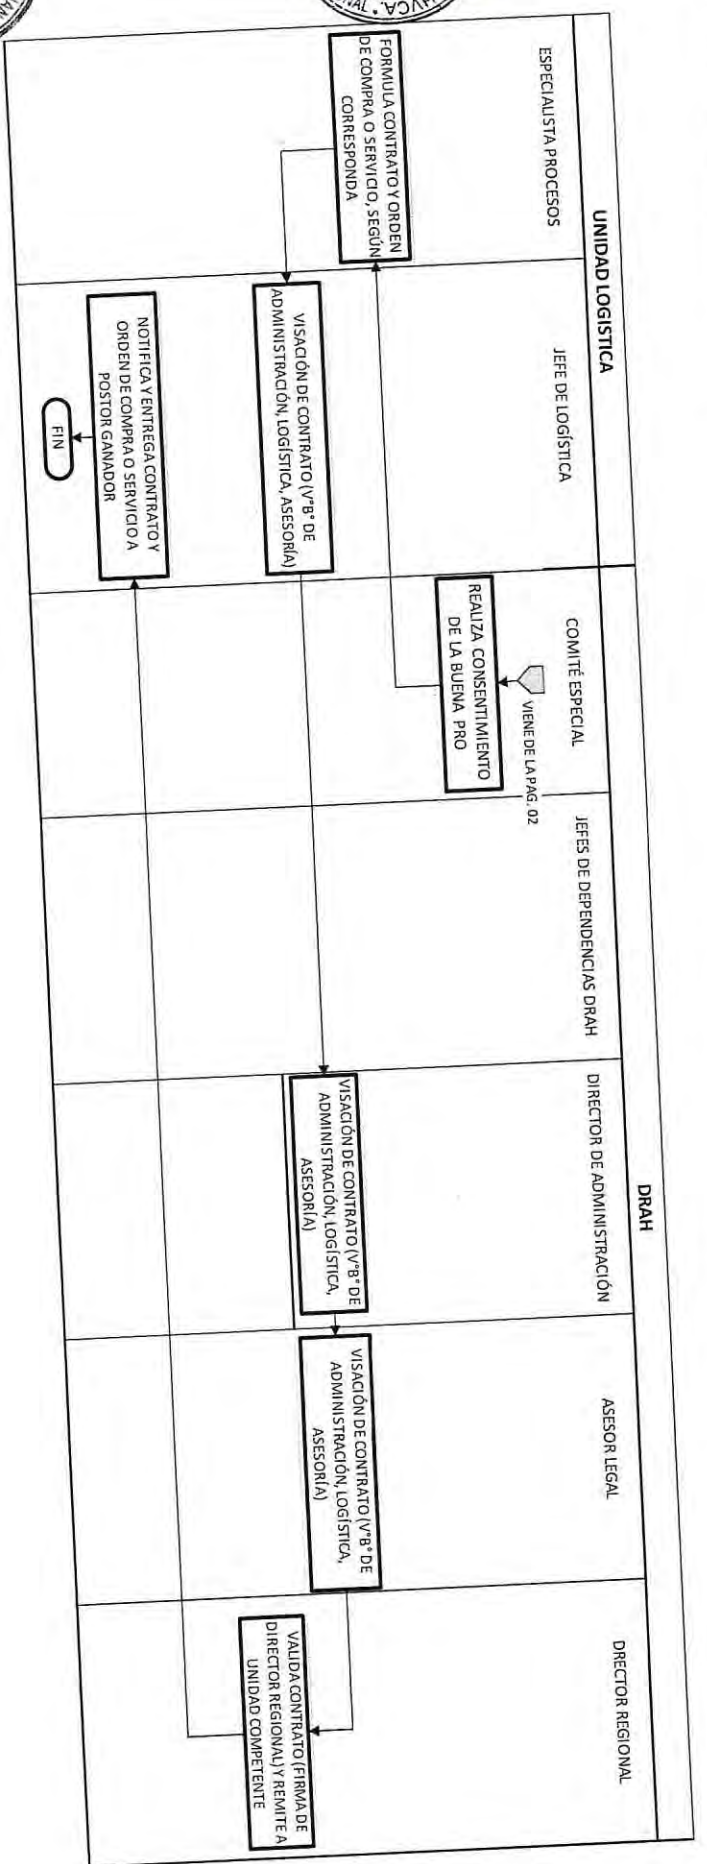 UNIDAD LOGISTICA
DRAH
ESPECIALISTA PROCESOS
JEFE DE LOGÍSTICA
COMITÉ ESPECIAL
JEFES DE DEPENDENCIAS DRAH
DIRECTOR DE ADMINISTRACIÓN
ASESOR LEGAL
DRECTOR REGIONAL
VIENE DE LA PAG. 02
REALIZA CONSENTIMIENTO
DE LA BUENA PRO
FORMULA CONTRATO Y ORDEN
DE COMPRA O SERVICIO, SEGÚN
CORRESPONDA
VISACIÓN DE CONTRATO (V°B° DE
ADMINISTRACIÓN, LOGÍSTICA, ASESORÍA)
VISACIÓN DE CONTRATO (V°B° DE
ADMINISTRACIÓN, LOGÍSTICA,
ASESORÍA)
VISACIÓN DE CONTRATO (V°B° DE
ADMINISTRACIÓN, LOGÍSTICA,
ASESORÍA)
VALIDA CONTRATO (FIRMA DE
DIRECTOR REGIONAL) Y REMITE A
UNIDAD COMPETENTE
NOTIFICA Y ENTREGA CONTRATO Y
ORDEN DE COMPRA O SERVICIO A
POSTOR GANADOR
FIN